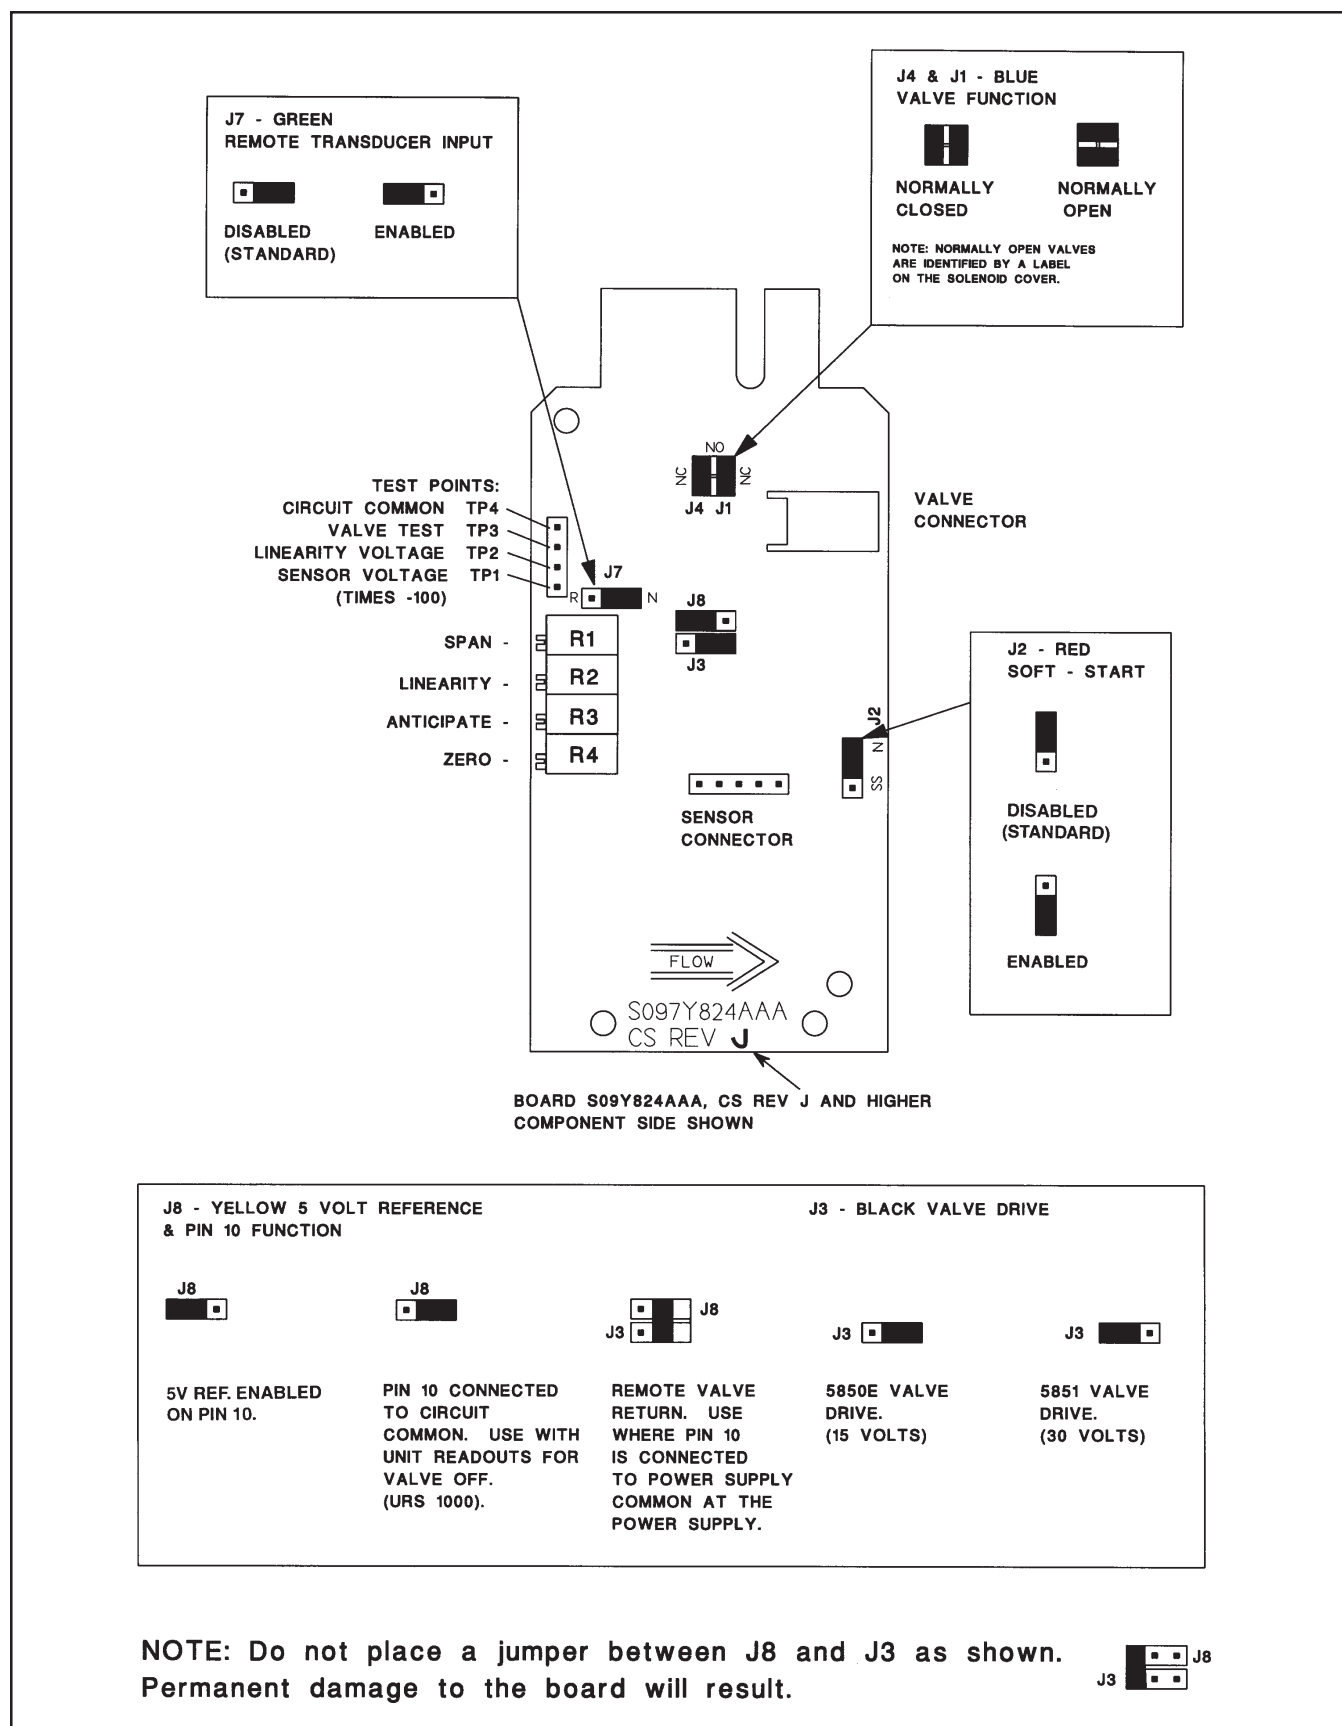 J7 - GREEN
REMOTE TRANSDUCER INPUT
DISABLED
(STANDARD)
ENABLED
J4 & J1 - BLUE
VALVE FUNCTION
NORMALLY
CLOSED
NORMALLY
OPEN
NOTE: NORMALLY OPEN VALVES
ARE IDENTIFIED BY A LABEL
ON THE SOLENOID COVER.
NO
NC
NC
J4 J1
VALVE
CONNECTOR
TEST POINTS:
CIRCUIT COMMON TP4
VALVE TEST TP3
LINEARITY VOLTAGE TP2
SENSOR VOLTAGE TP1
(TIMES -100)
J7
R
N
J8
J3
SPAN -
R1
LINEARITY -
R2
ANTICIPATE -
R3
ZERO -
R4
J2
N
SS
SENSOR
CONNECTOR
J2 - RED
SOFT - START
DISABLED
(STANDARD)
ENABLED
FLOW
S097Y824AAA
CS REV J
BOARD S09Y824AAA, CS REV J AND HIGHER
COMPONENT SIDE SHOWN
J8 - YELLOW 5 VOLT REFERENCE
& PIN 10 FUNCTION
J3 - BLACK VALVE DRIVE
J8
5V REF. ENABLED
ON PIN 10.
J8
PIN 10 CONNECTED
TO CIRCUIT
COMMON. USE WITH
UNIT READOUTS FOR
VALVE OFF.
(URS 1000).
J8
J3
REMOTE VALVE
RETURN. USE
WHERE PIN 10
IS CONNECTED
TO POWER SUPPLY
COMMON AT THE
POWER SUPPLY.
J3
5850E VALVE
DRIVE.
(15 VOLTS)
J3
5851 VALVE
DRIVE.
(30 VOLTS)
NOTE: Do not place a jumper between J8 and J3 as shown.
Permanent damage to the board will result.
J8
J3